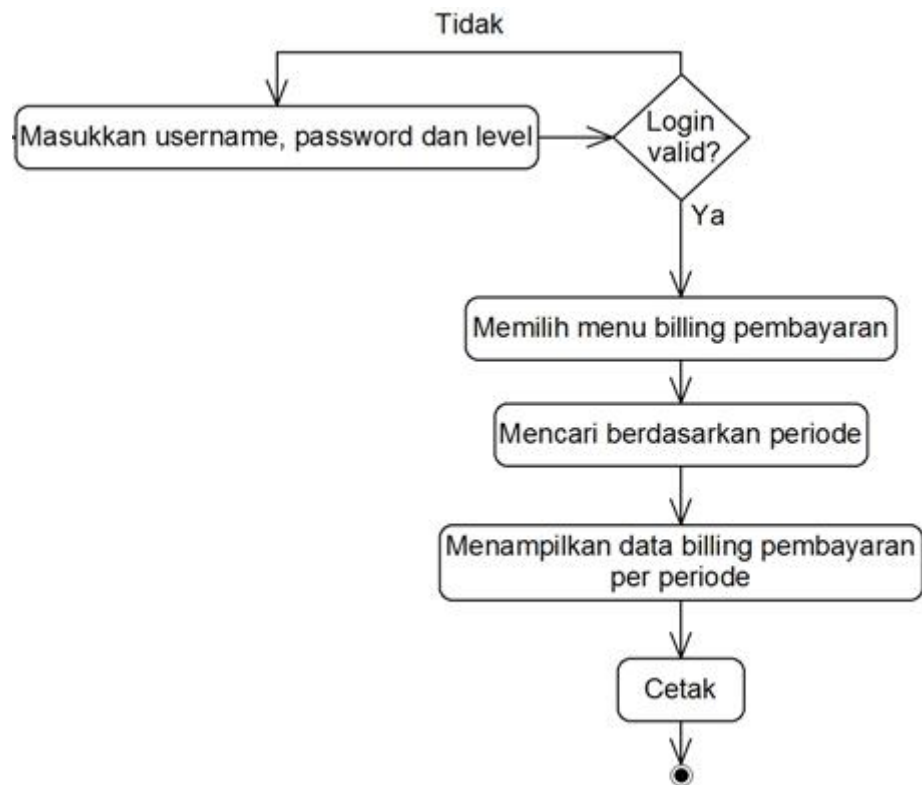 Tidak
Masukkan username, password dan level
Login
valid?
Ya
Memilih menu billing pembayaran
Mencari berdasarkan periode
Menampilkan data billing pembayaran
per periode
Cetak